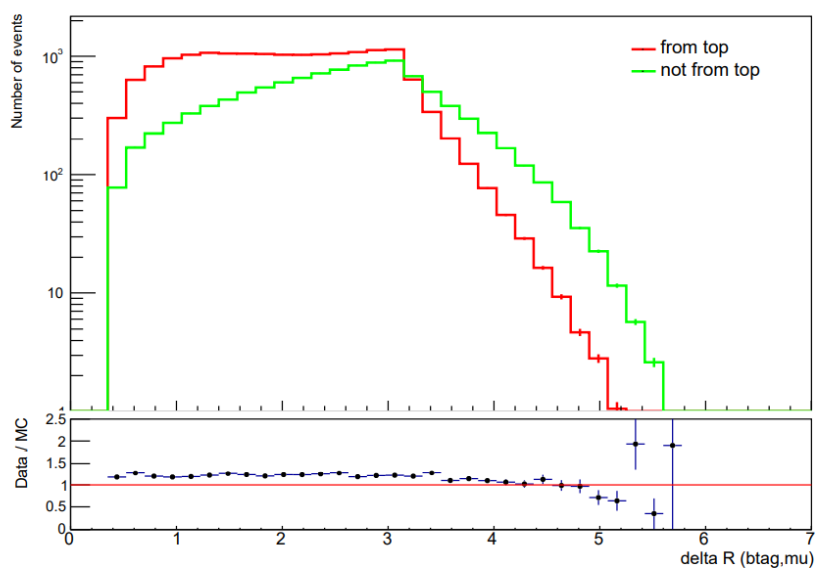 Number of events
10³
10²
10
1
from top
not from top
Data / MC
2.5
2
1.5
1
0.5
0
0 1 2 3 4 5 6 7
delta R (btag,mu)